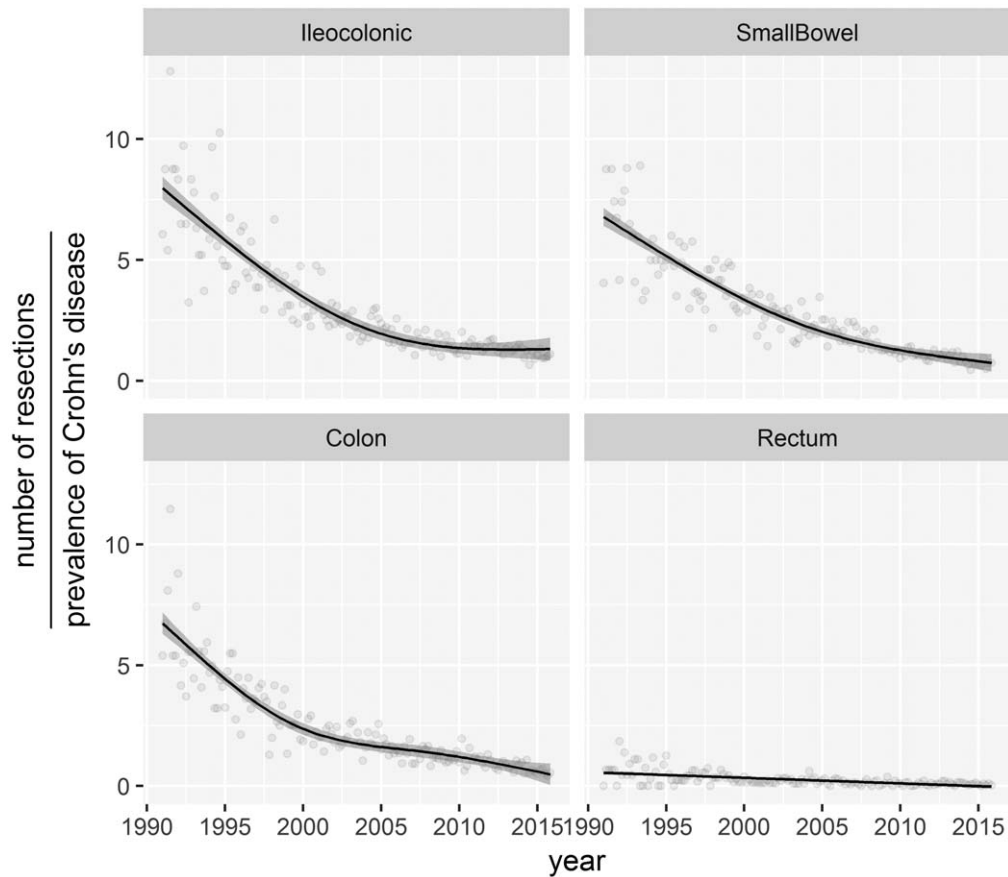 Ileocolonic
SmallBowel
10
5
0
Colon
Rectum
10
5
0
number of resections
prevalence of Crohn's disease
1990 1995 2000 2005 2010 2015
1990 1995 2000 2005 2010 2015
year